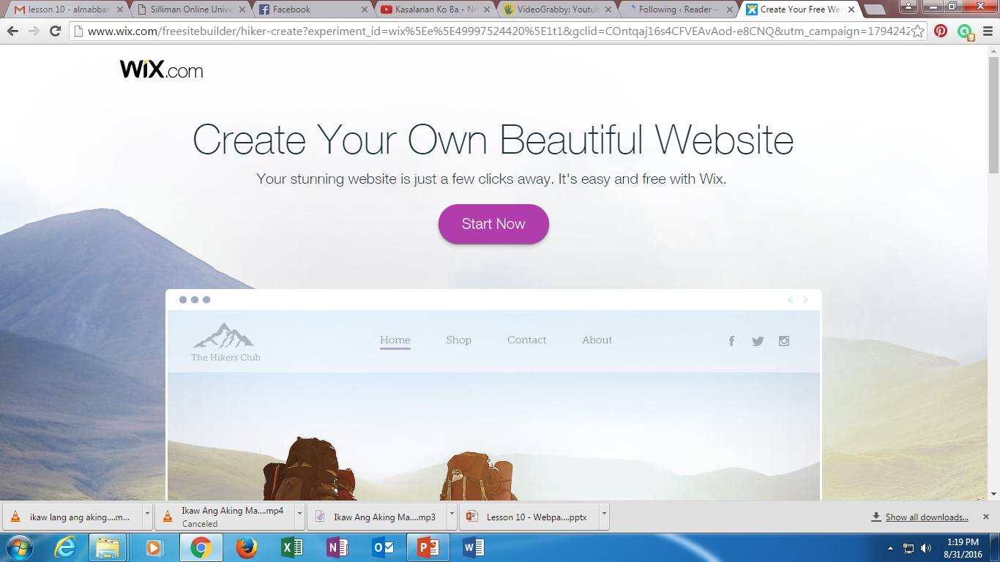 lesson 10 - almabbar
Silliman Online Unive
Facebook
Kasalanan Ko Ba - Ne
VideoGrabby: Youtub
Following ‹ Reader —
Create Your Free Wel
www.wix.com/freesitebuilder/hiker-create?experiment_id=wix%5Ee%5E49997524420%5E1t1&gclid=COntqaj16s4CFVEAvAod-e8CNQ&utm_campaign=1794242
WiX.com
Create Your Own Beautiful Website
Your stunning website is just a few clicks away. It's easy and free with Wix.
Start Now
The Hikers Club
Home
Shop
Contact
About
ikaw lang ang aking....m...
Ikaw Ang Aking Ma....mp4
Canceled
Ikaw Ang Aking Ma....mp3
Lesson 10 - Webpa....pptx
Show all downloads...
1:19 PM
8/31/2016